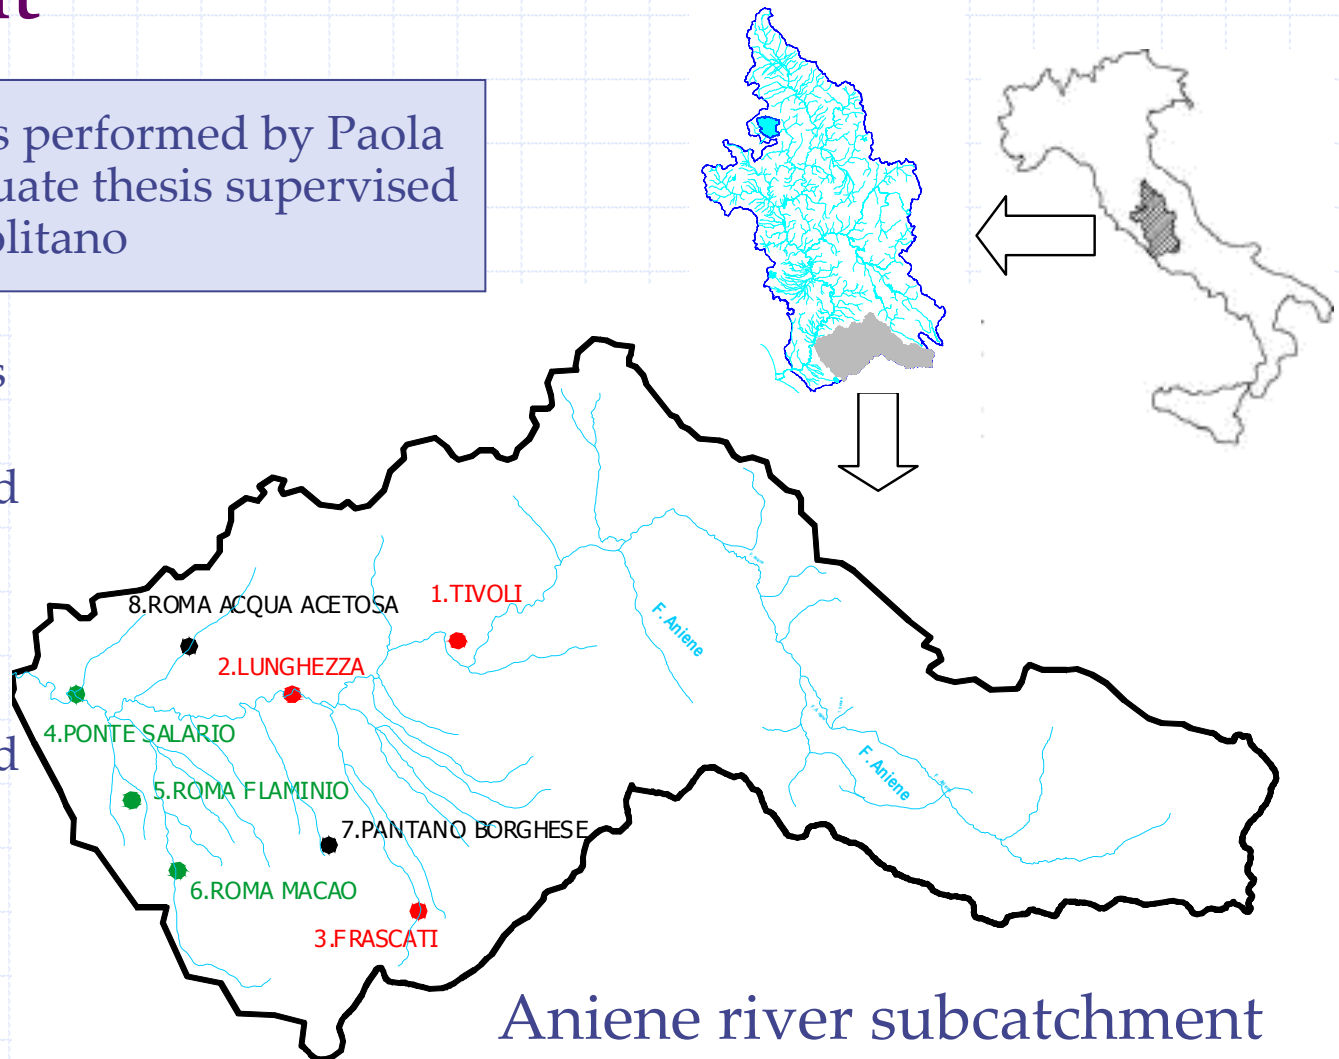 s performed by Paola
uate thesis supervised
olitano
s
d
d
8.ROMA ACQUA ACETOSA
1.TIVOLI
2.LUNGHEZZA
4.PONTE SALARIO
5.ROMA FLAMINIO
7.PANTANO BORGHESE
6.ROMA MACAO
3.FRASCATI
F. Aniene
F. Aniene
Aniene river subcatchment